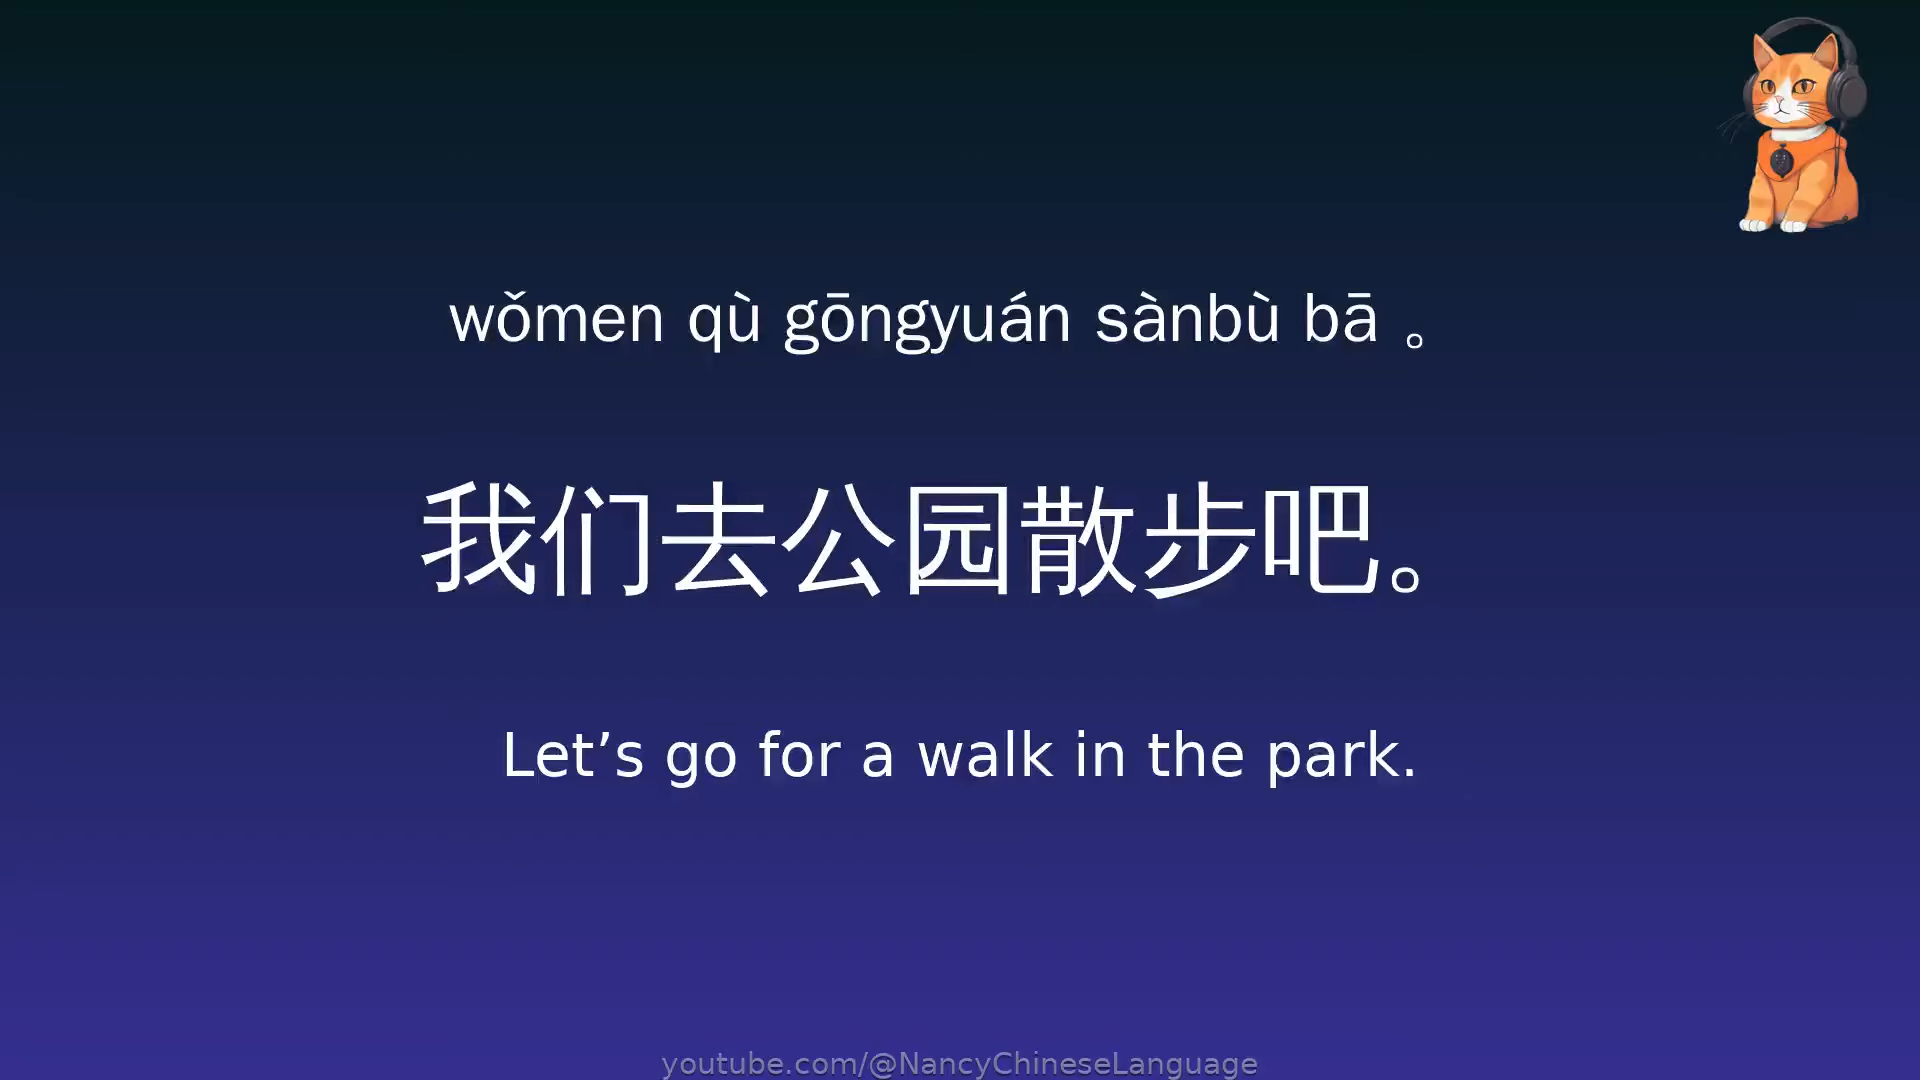 wǒmen qù gōngyuán sànbù bā 。
我们去公园散步吧。
Let’s go for a walk in the park.
youtube.com/@NancyChineseLanguage